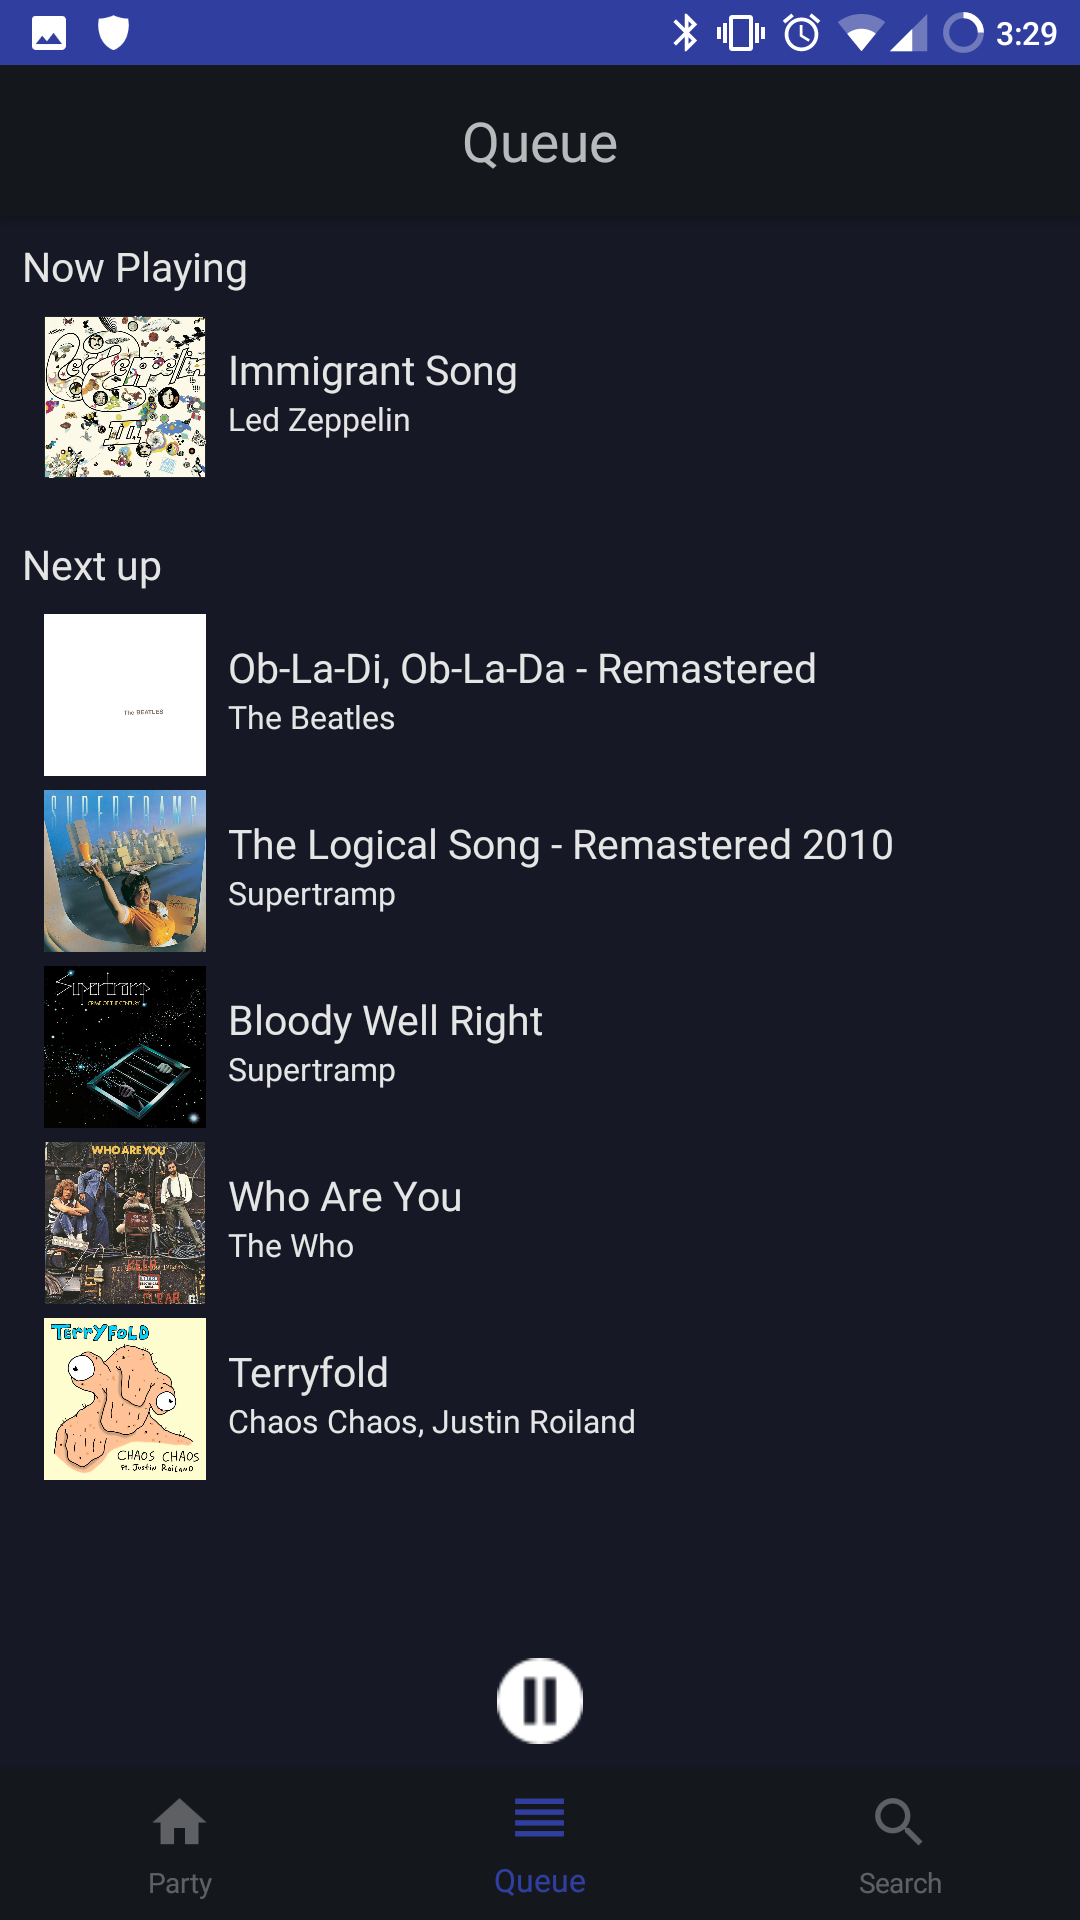 3:29
Queue
Now Playing
Immigrant Song
Led Zeppelin
Next up
The BEATLES
Ob-La-Di, Ob-La-Da - Remastered
The Beatles
SUPERTRAMP
The Logical Song - Remastered 2010
Supertramp
Supertramp
CRIME OF THE CENTURY
Bloody Well Right
Supertramp
WHO ARE YOU
Who Are You
The Who
KEEP
CLEAR
TERRYFOLD
Terryfold
Chaos Chaos, Justin Roiland
CHAOS CHAOS
Ft. Justin Roiland
Party
Queue
Search